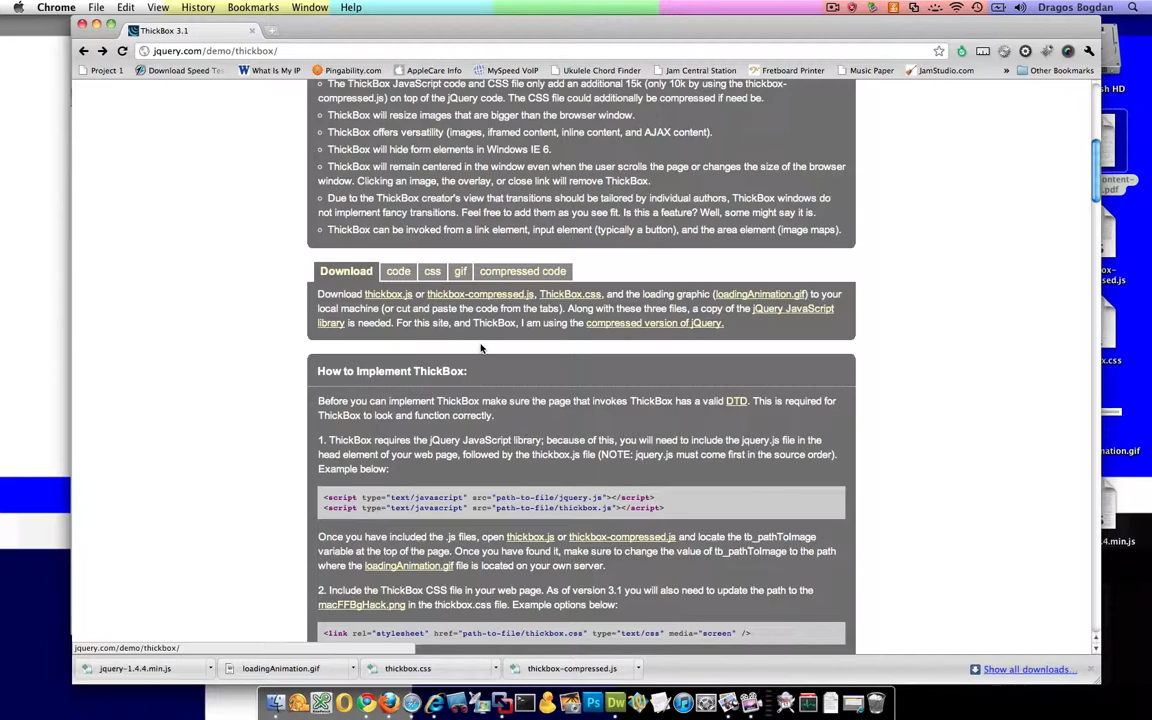 Chrome File Edit View History Bookmarks Window Help Dragos Bogdan
ThickBox 3.1
jquery.com/demo/thickbox/
Project 1 Download Speed Tes What Is My IP Pingability.com AppleCare Info MySpeed VoIP Ukulele Chord Finder Jam Central Station Fretboard Printer Music Paper JamStudio.com » Other Bookmarks
sh HD
The ThickBox JavaScript code and CSS file only add an additional 15k (only 10k by using the thickbox-
compressed.js) on top of the jQuery code. The CSS file could additionally be compressed if need be.
ThickBox will resize images that are bigger than the browser window.
ThickBox offers versatility (images, iframed content, inline content, and AJAX content).
ThickBox will hide form elements in Windows IE 6.
ThickBox will remain centered in the window even when the user scrolls the page or changes the size of the browser
window. Clicking an image, the overlay, or close link will remove ThickBox.
ontent-
.pdf
Due to the ThickBox creator's view that transitions should be tailored by individual authors, ThickBox windows do
not implement fancy transitions. Feel free to add them as you see fit. Is this a feature? Well, some might say it is.
ThickBox can be invoked from a link element, input element (typically a button), and the area element (image maps).
Download code css gif compressed code
ox-
ed.js
Download thickbox.js or thickbox-compressed.js, ThickBox.css, and the loading graphic (loadingAnimation.gif) to your
local machine (or cut and paste the code from the tabs). Along with these three files, a copy of the jQuery JavaScript
library is needed. For this site, and ThickBox, I am using the compressed version of jQuery.
x.css
How to Implement ThickBox:
Before you can implement ThickBox make sure the page that invokes ThickBox has a valid DTD. This is required for
ThickBox to look and function correctly.
1. ThickBox requires the jQuery JavaScript library; because of this, you will need to include the jquery.js file in the
head element of your web page, followed by the thickbox.js file (NOTE: jquery.js must come first in the source order).
Example below:
ation.gif
<script type="text/javascript" src="path-to-file/jquery.js"></script>
<script type="text/javascript" src="path-to-file/thickbox.js"></script>
Once you have included the .js files, open thickbox.js or thickbox-compressed.js and locate the tb_pathToImage
variable at the top of the page. Once you have found it, make sure to change the value of tb_pathToImage to the path
where the loadingAnimation.gif file is located on your own server.
.4.min.js
2. Include the ThickBox CSS file in your web page. As of version 3.1 you will also need to update the path to the
macFFBgHack.png in the thickbox.css file. Example options below:
<link rel="stylesheet" href="path-to-file/thickbox.css" type="text/css" media="screen" />
jquery.com/demo/thickbox/
jquery-1.4.4.min.js loadingAnimation.gif thickbox.css thickbox-compressed.js Show all downloads...